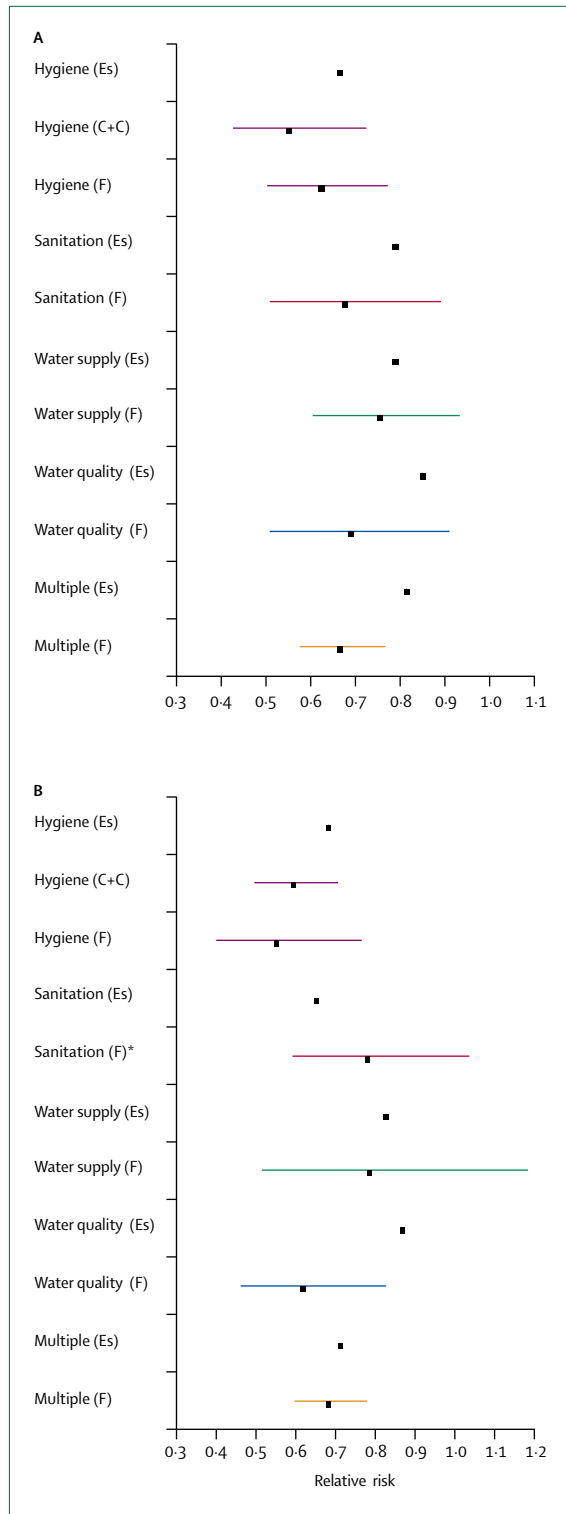 A
Hygiene (Es)
Hygiene (C+C)
Hygiene (F)
Sanitation (Es)
Sanitation (F)
Water supply (Es)
Water supply (F)
Water quality (Es)
Water quality (F)
Multiple (Es)
Multiple (F)
0·3 0·4 0·5 0·6 0·7 0·8 0·9 1·0 1·1
B
Hygiene (Es)
Hygiene (C+C)
Hygiene (F)
Sanitation (Es)
Sanitation (F)*
Water supply (Es)
Water supply (F)
Water quality (Es)
Water quality (F)
Multiple (Es)
Multiple (F)
0·3 0·4 0·5 0·6 0·7 0·8 0·9 1·0 1·1 1·2
Relative risk